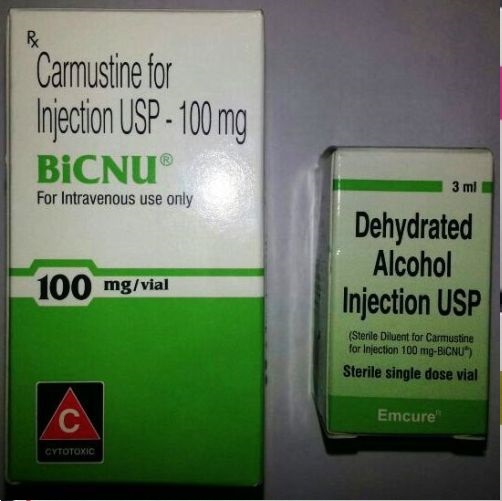 Rx
Carmustine for
Injection USP - 100 mg
BiCNU®
For Intravenous use only
100 mg/vial
C
CYTOTOXIC
3 ml
Dehydrated
Alcohol
Injection USP
(Sterile Diluent for Carmustine
for Injection 100 mg-BiCNU®)
Sterile single dose vial
Emcure®